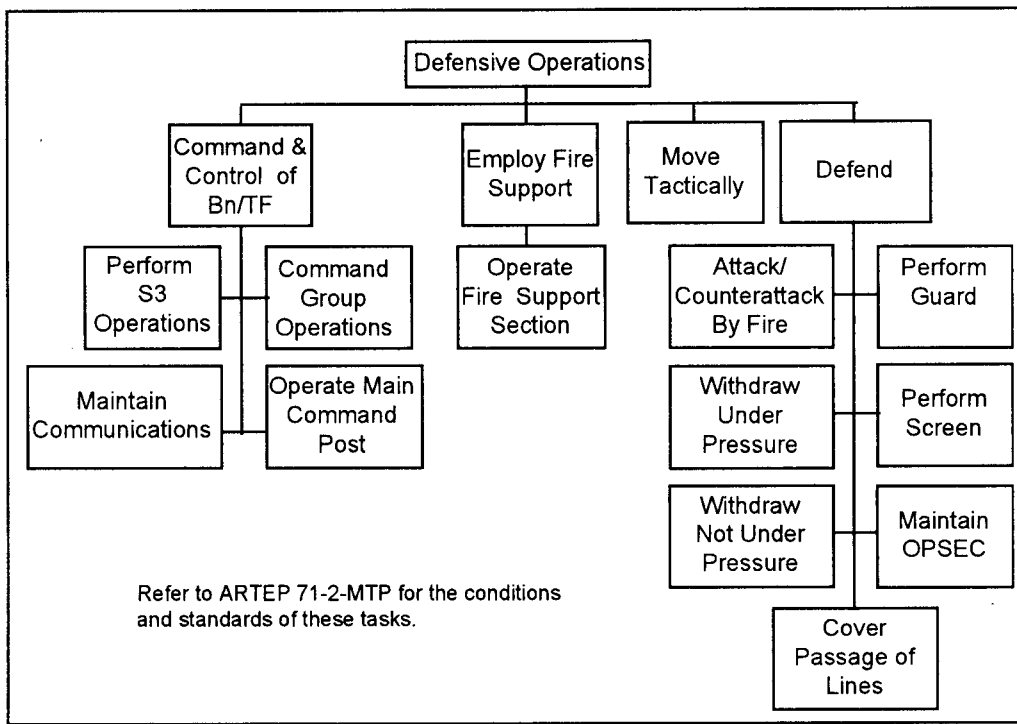 Defensive Operations
Command &
Control of
Bn/TF
Employ Fire
Support
Move
Tactically
Defend
Perform
S3
Operations
Command
Group
Operations
Operate
Fire Support
Section
Attack/
Counterattack
By Fire
Perform
Guard
Maintain
Communications
Operate Main
Command
Post
Withdraw
Under
Pressure
Perform
Screen
Withdraw
Not Under
Pressure
Maintain
OPSEC
Cover
Passage of
Lines
Refer to ARTEP 71-2-MTP for the conditions
and standards of these tasks.